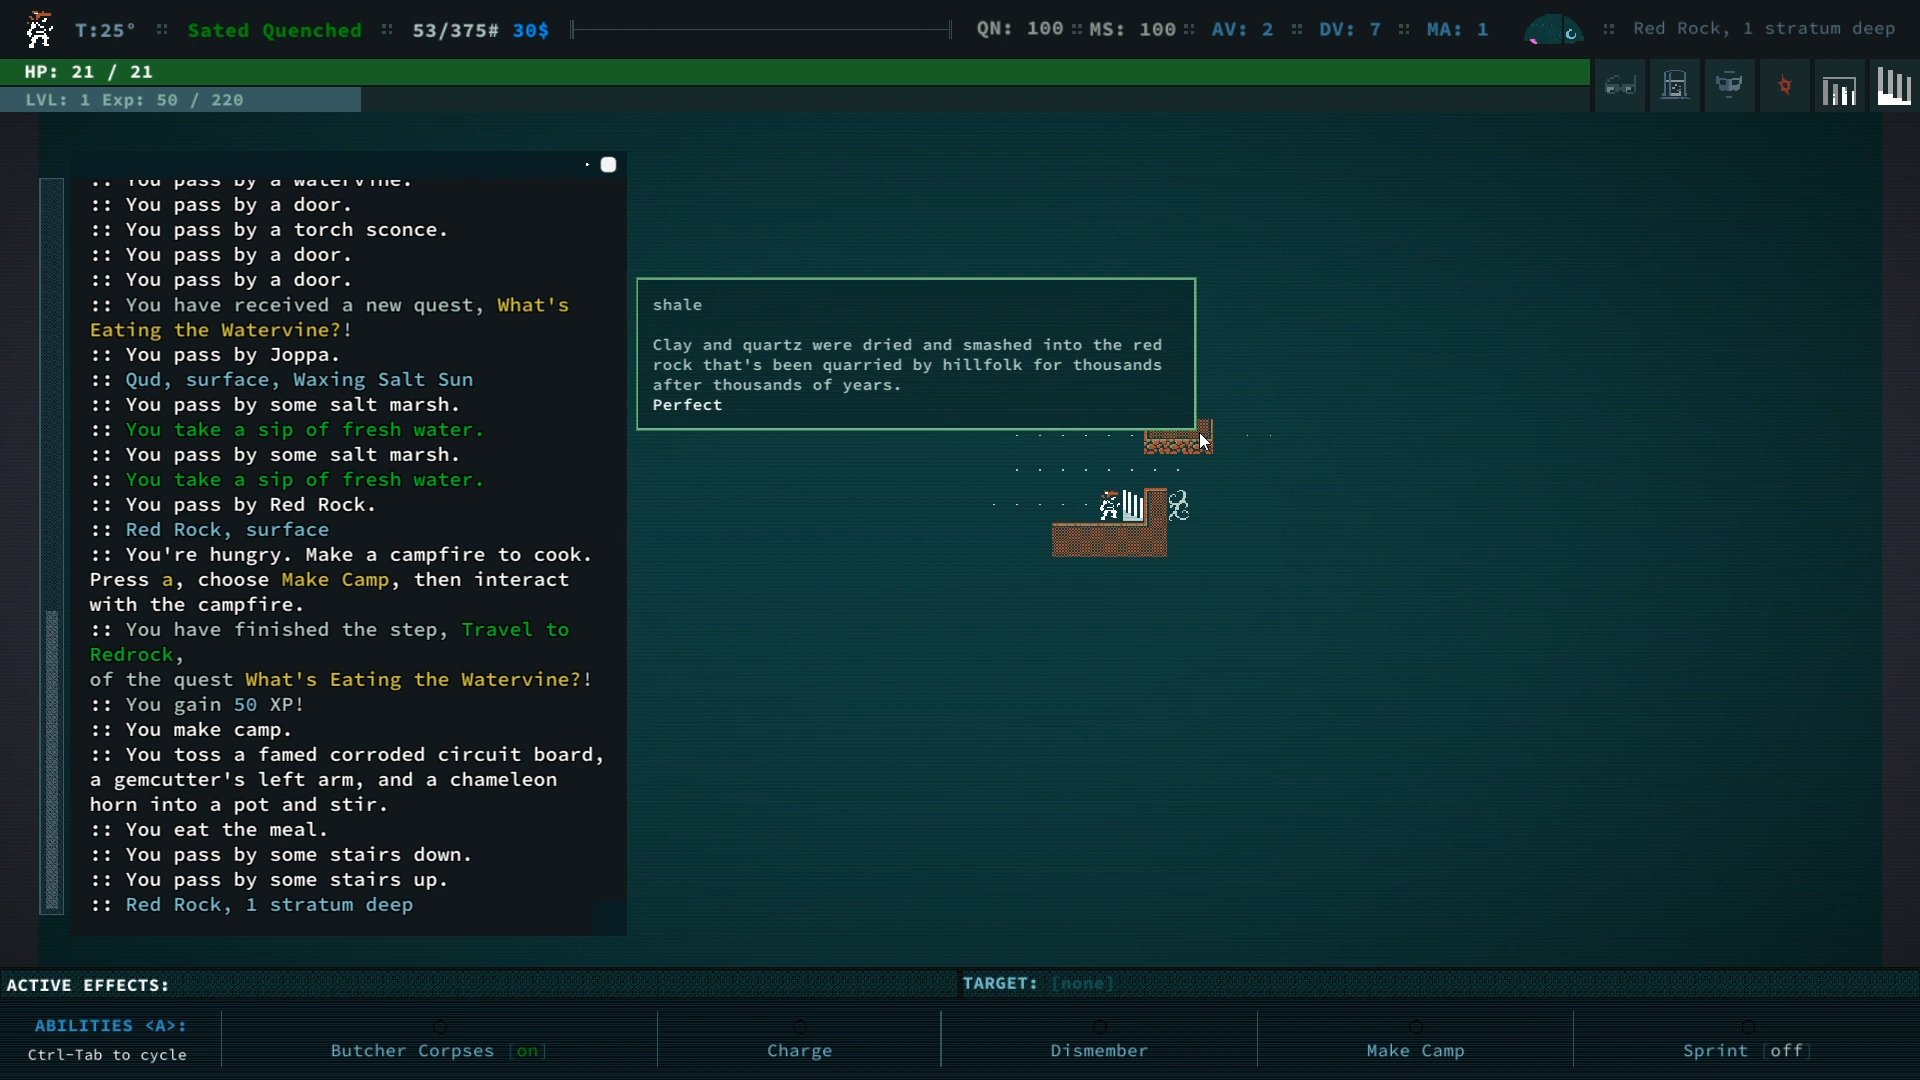 T:25° :: Sated Quenched :: 53/375# 30$ QN: 100 :: MS: 100 :: AV: 2 :: DV: 7 :: MA: 1 :: Red Rock, 1 stratum deep
HP: 21 / 21
LVL: 1 Exp: 50 / 220
:: You pass by a watervine.
:: You pass by a door.
:: You pass by a torch sconce.
:: You pass by a door.
:: You pass by a door.
:: You have received a new quest, What's
Eating the Watervine?!
:: You pass by Joppa.
:: Qud, surface, Waxing Salt Sun
:: You pass by some salt marsh.
:: You take a sip of fresh water.
:: You pass by some salt marsh.
:: You take a sip of fresh water.
:: You pass by Red Rock.
:: Red Rock, surface
:: You're hungry. Make a campfire to cook.
Press a, choose Make Camp, then interact
with the campfire.
:: You have finished the step, Travel to
Redrock,
of the quest What's Eating the Watervine?!
:: You gain 50 XP!
:: You make camp.
:: You toss a famed corroded circuit board,
a gemcutter's left arm, and a chameleon
horn into a pot and stir.
:: You eat the meal.
:: You pass by some stairs down.
:: You pass by some stairs up.
:: Red Rock, 1 stratum deep
shale
Clay and quartz were dried and smashed into the red
rock that's been quarried by hillfolk for thousands
after thousands of years.
Perfect
ACTIVE EFFECTS:
TARGET: [none]
ABILITIES <A>:
Ctrl-Tab to cycle
Butcher Corpses [on]
Charge
Dismember
Make Camp
Sprint [off]